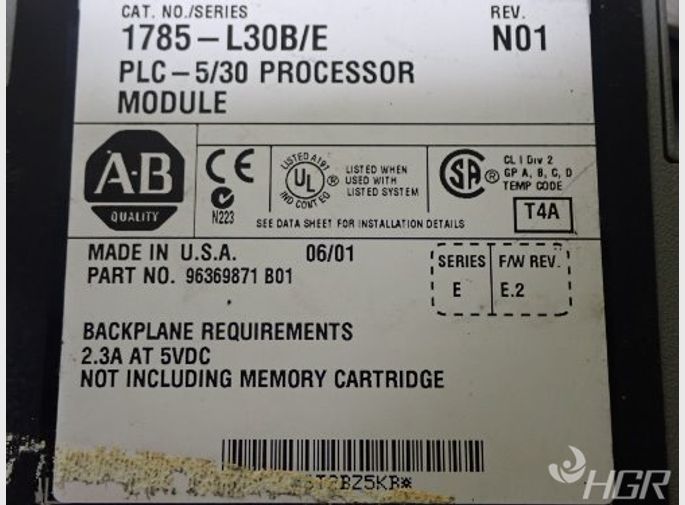 CAT. NO./SERIES
REV.
1785-L30B/E
N01
PLC-5/30 PROCESSOR
MODULE
A-B
QUALITY
CE
N223
LISTED A197
UL
®
IND CONT EQ
LISTED WHEN
USED WITH
LISTED SYSTEM
SA
®
CL I Div 2
GP A, B, C, D
TEMP CODE
T4A
SEE DATA SHEET FOR INSTALLATION DETAILS
MADE IN U.S.A.
06/01
PART NO. 96369871 B01
SERIES
F/W REV.
E
E.2
BACKPLANE REQUIREMENTS
2.3A AT 5VDC
NOT INCLUDING MEMORY CARTRIDGE
HGR